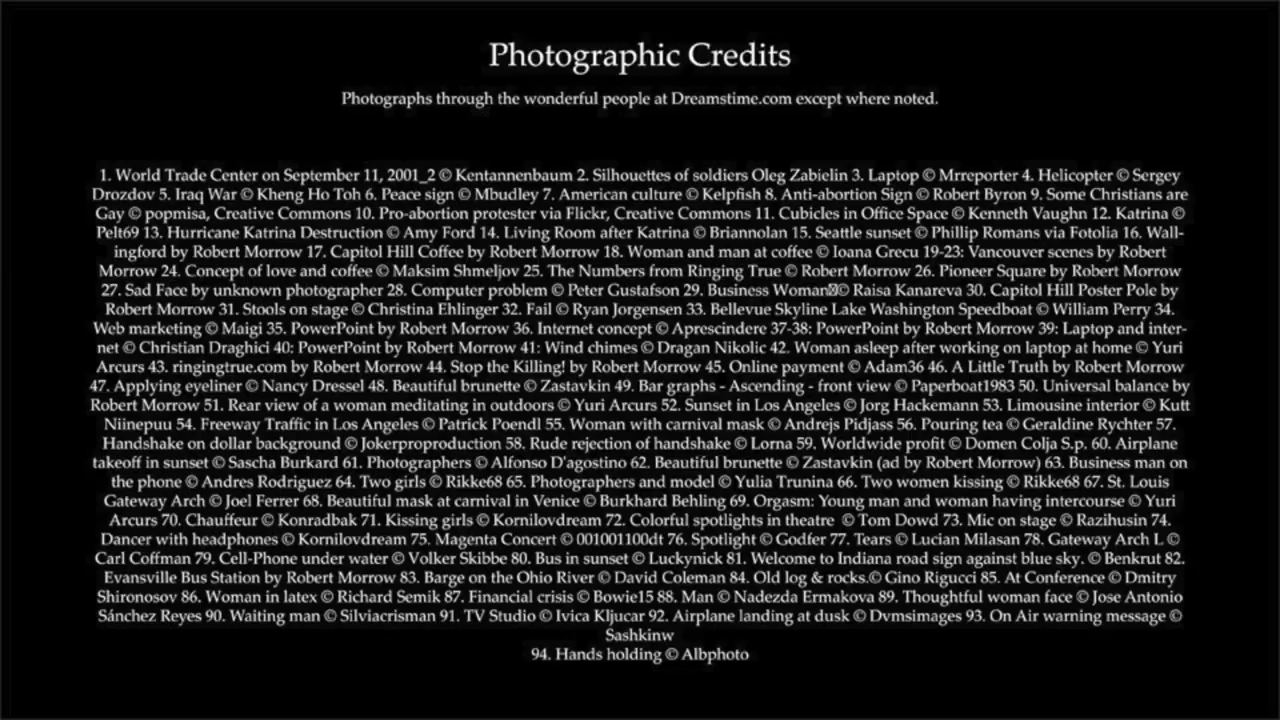 Photographic Credits
Photographs through the wonderful people at Dreamstime.com except where noted.
1. World Trade Center on September 11, 2001_2 © Kentannenbaum 2. Silhouettes of soldiers Oleg Zabielin 3. Laptop © Mrreporter 4. Helicopter © Sergey
Drozdov 5. Iraq War © Kheng Ho Toh 6. Peace sign © Mbudley 7. American culture © Kelpfish 8. Anti-abortion Sign © Robert Byron 9. Some Christians are
Gay © popmisa, Creative Commons 10. Pro-abortion protester via Flickr, Creative Commons 11. Cubicles in Office Space © Kenneth Vaughn 12. Katrina ©
Pelt69 13. Hurricane Katrina Destruction © Amy Ford 14. Living Room after Katrina © Briannolan 15. Seattle sunset © Phillip Romans via Fotolia 16. Wall-
ingford by Robert Morrow 17. Capitol Hill Coffee by Robert Morrow 18. Woman and man at coffee © Ioana Grecu 19-23: Vancouver scenes by Robert
Morrow 24. Concept of love and coffee © Maksim Shmeljov 25. The Numbers from Ringing True © Robert Morrow 26. Pioneer Square by Robert Morrow
27. Sad Face by unknown photographer 28. Computer problem © Peter Gustafson 29. Business Woman © Raisa Kanareva 30. Capitol Hill Poster Pole by
Robert Morrow 31. Stools on stage © Christina Ehlinger 32. Fail © Ryan Jorgensen 33. Bellevue Skyline Lake Washington Speedboat © William Perry 34.
Web marketing © Maigi 35. PowerPoint by Robert Morrow 36. Internet concept © Aprescindere 37-38: PowerPoint by Robert Morrow 39: Laptop and inter-
net © Christian Draghici 40: PowerPoint by Robert Morrow 41: Wind chimes © Dragan Nikolic 42. Woman asleep after working on laptop at home © Yuri
Arcurs 43. ringingtrue.com by Robert Morrow 44. Stop the Killing! by Robert Morrow 45. Online payment © Adam36 46. A Little Truth by Robert Morrow
47. Applying eyeliner © Nancy Dressel 48. Beautiful brunette © Zastavkin 49. Bar graphs - Ascending - front view © Paperboat1983 50. Universal balance by
Robert Morrow 51. Rear view of a woman meditating in outdoors © Yuri Arcurs 52. Sunset in Los Angeles © Jorg Hackemann 53. Limousine interior © Kutt
Niinepuu 54. Freeway Traffic in Los Angeles © Patrick Poendl 55. Woman with carnival mask © Andrejs Pidjass 56. Pouring tea © Geraldine Rychter 57.
Handshake on dollar background © Jokerproproduction 58. Rude rejection of handshake © Lorna 59. Worldwide profit © Domen Colja S.p. 60. Airplane
takeoff in sunset © Sascha Burkard 61. Photographers © Alfonso D'agostino 62. Beautiful brunette © Zastavkin (ad by Robert Morrow) 63. Business man on
the phone © Andres Rodriguez 64. Two girls © Rikke68 65. Photographers and model © Yulia Trunina 66. Two women kissing © Rikke68 67. St. Louis
Gateway Arch © Joel Ferrer 68. Beautiful mask at carnival in Venice © Burkhard Behling 69. Orgasm: Young man and woman having intercourse © Yuri
Arcurs 70. Chauffeur © Konradbak 71. Kissing girls © Kornilovdream 72. Colorful spotlights in theatre © Tom Dowd 73. Mic on stage © Razihusin 74.
Dancer with headphones © Kornilovdream 75. Magenta Concert © 001001100dt 76. Spotlight © Godfer 77. Tears © Lucian Milasan 78. Gateway Arch L ©
Carl Coffman 79. Cell-Phone under water © Volker Skibbe 80. Bus in sunset © Luckynick 81. Welcome to Indiana road sign against blue sky. © Benkrut 82.
Evansville Bus Station by Robert Morrow 83. Barge on the Ohio River © David Coleman 84. Old log & rocks.© Gino Rigucci 85. At Conference © Dmitry
Shironosov 86. Woman in latex © Richard Semik 87. Financial crisis © Bowie15 88. Man © Nadezda Ermakova 89. Thoughtful woman face © Jose Antonio
Sánchez Reyes 90. Waiting man © Silviacrisman 91. TV Studio © Ivica Kljucar 92. Airplane landing at dusk © Dvmsimages 93. On Air warning message ©
Sashkinw
94. Hands holding © Albphoto